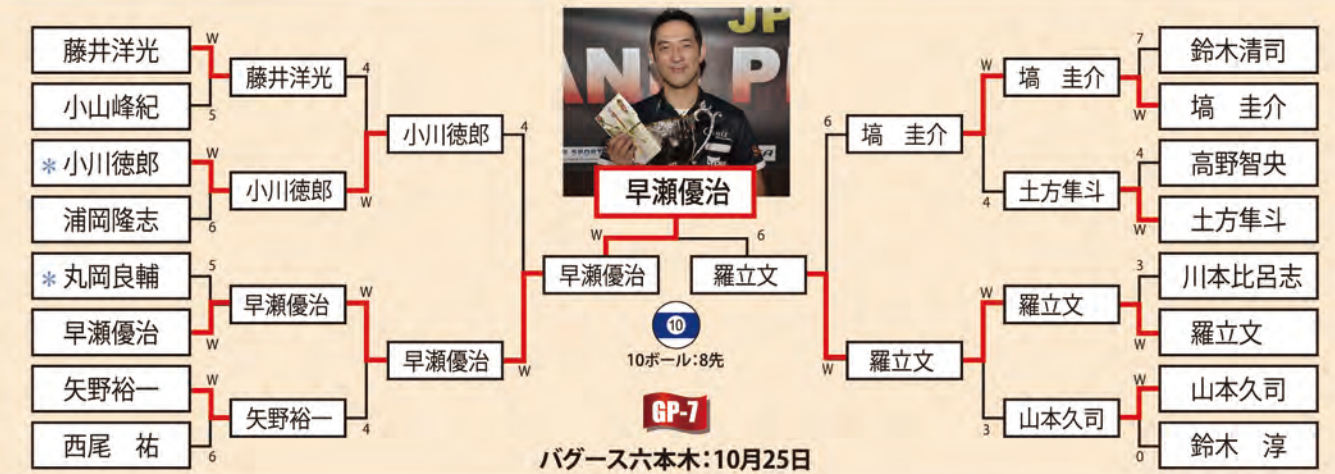 藤井洋光
W
小山峰紀
5
*小川徳郎
W
浦岡隆志
6
*丸岡良輔
5
早瀬優治
W
矢野裕一
W
西尾 祐
6
藤井洋光
4
小川徳郎
W
早瀬優治
W
矢野裕一
4
小川徳郎
4
早瀬優治
W
JP
AN P
早瀬優治
W
6
早瀬優治
羅立文
10
10ボール:8先
GP-7
バグース六本木:10月25日
6
塙 圭介
W
羅立文
W
塙 圭介
4
土方隼斗
W
羅立文
3
山本久司
7
鈴木清司
W
塙 圭介
4
高野智央
W
土方隼斗
3
川本比呂志
W
羅立文
W
山本久司
0
鈴木 淳